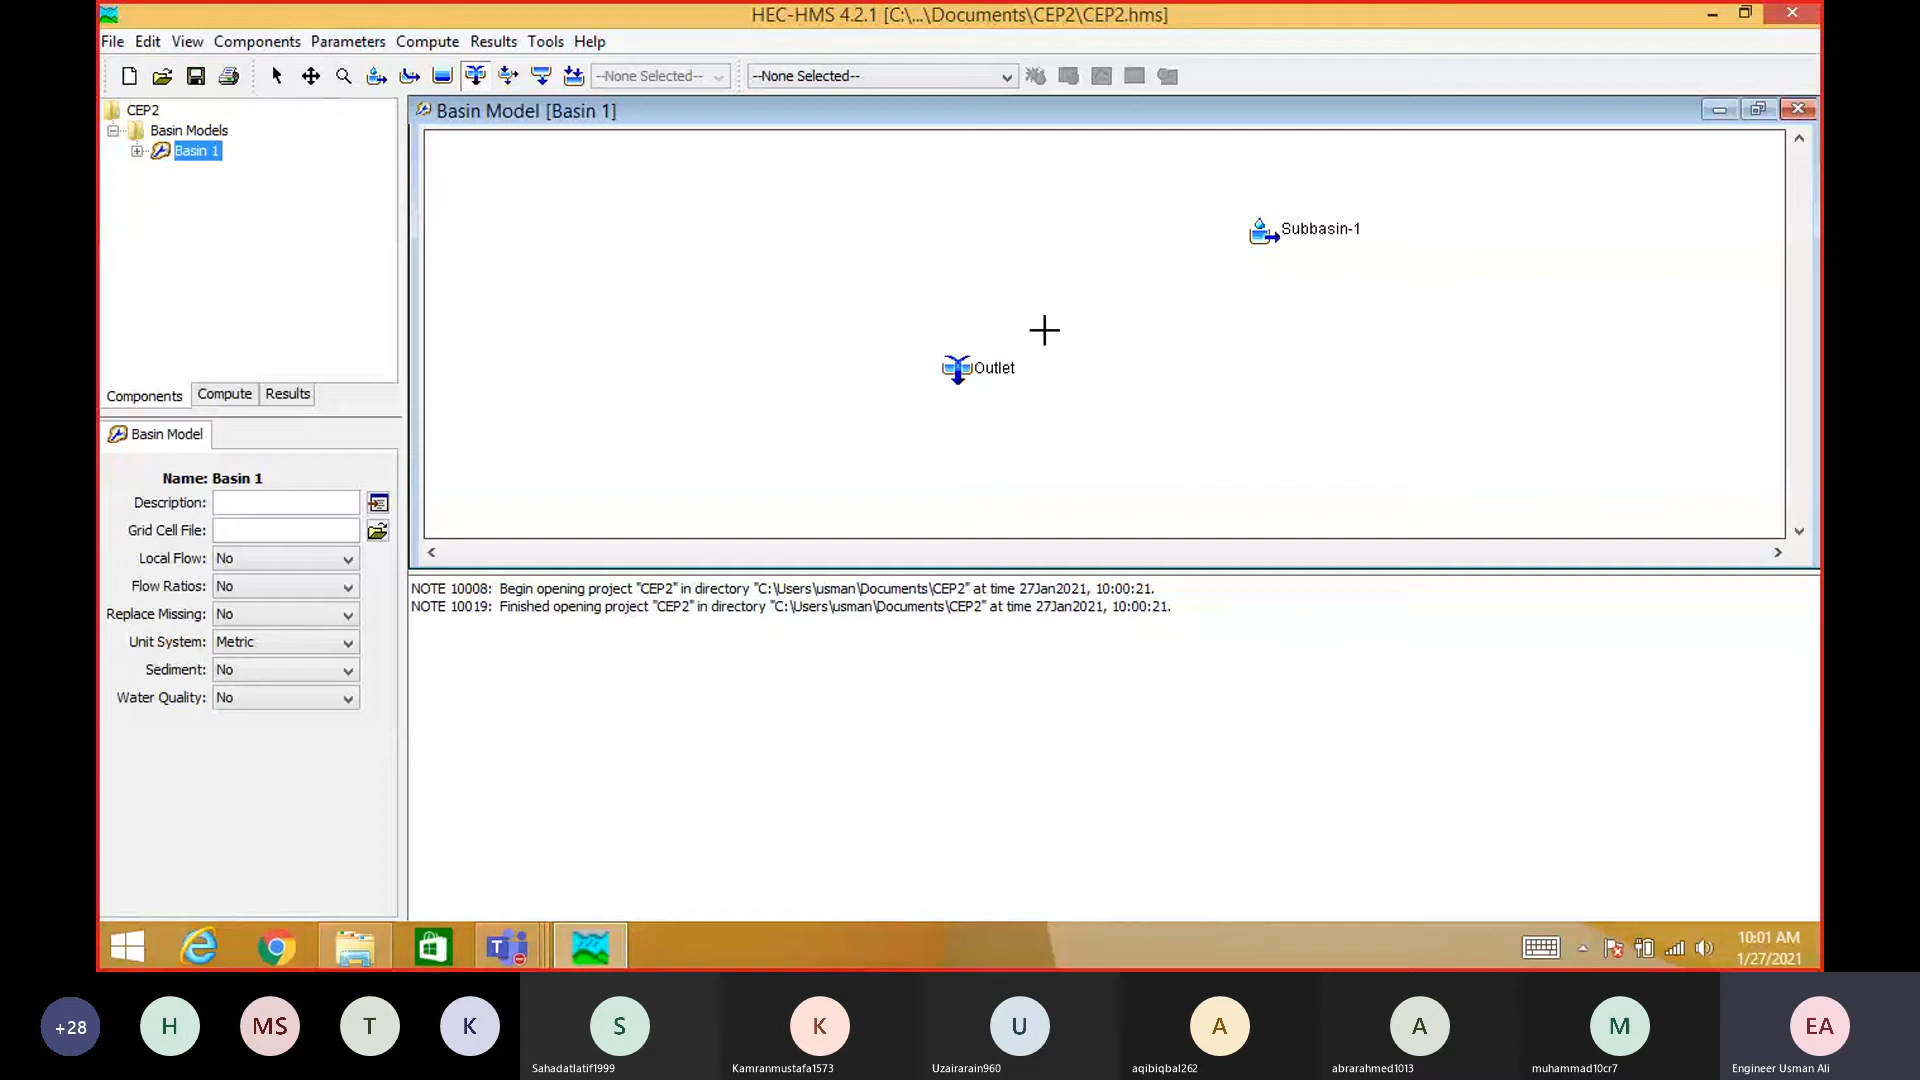 HEC-HMS 4.2.1 [C:\...\Documents\CEP2\CEP2.hms]
File Edit View Components Parameters Compute Results Tools Help
--None Selected-- --None Selected--
CEP2
Basin Models
Basin 1
Components Compute Results
Basin Model
Name: Basin 1
Description:
Grid Cell File:
Local Flow: No
Flow Ratios: No
Replace Missing: No
Unit System: Metric
Sediment: No
Water Quality: No
Basin Model [Basin 1]
Subbasin-1
Outlet
NOTE 10008: Begin opening project "CEP2" in directory "C:\Users\usman\Documents\CEP2" at time 27Jan2021, 10:00:21.
NOTE 10019: Finished opening project "CEP2" in directory "C:\Users\usman\Documents\CEP2" at time 27Jan2021, 10:00:21.
T
10:01 AM
1/27/2021
+28 H MS T K S K U A A M EA
Sahadatlatif1999 Kamranmustafa1573 Uzairarain960 aqibiqbal262 abrarahmed1013 muhammad10cr7 Engineer Usman Ali